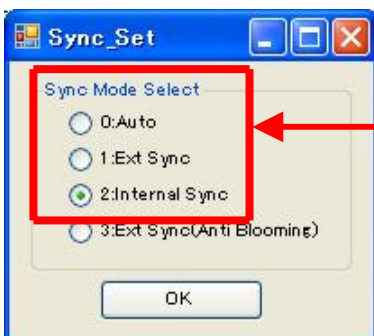 Sync_Set
Sync Mode Select
0:Auto
1:Ext Sync
2:Internal Sync
3:Ext Sync(Anti Blooming)
OK